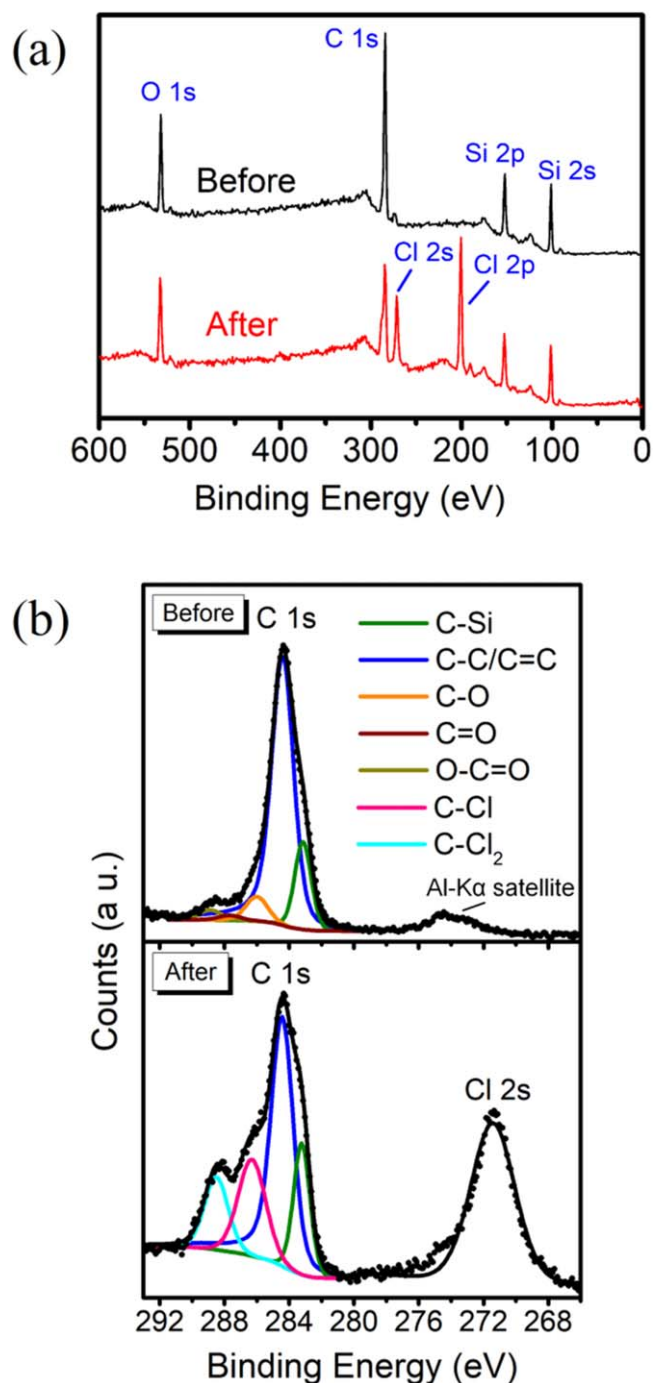 (a)
C 1s
O 1s
Si 2p
Si 2s
Before
Cl 2s
Cl 2p
After
600 500 400 300 200 100 0
Binding Energy (eV)
(b)
Before
C 1s
C-Si
C-C/C=C
C-O
C=O
O-C=O
C-Cl
C-Cl₂
Al-Kα satellite
Counts (a u.)
After
C 1s
Cl 2s
292 288 284 280 276 272 268
Binding Energy (eV)